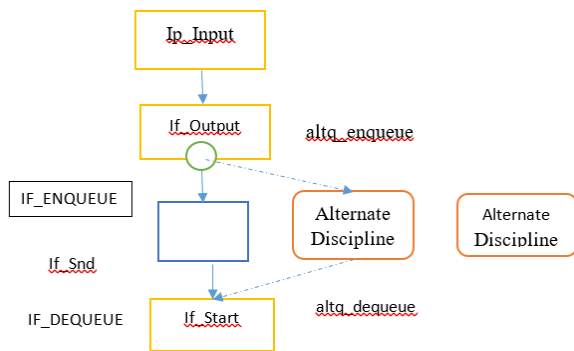 Ip_Input
If_Output
altq_enqueue
IF_ENQUEUE
Alternate
Discipline
Alternate
Discipline
If_Snd
IF_DEQUEUE
If_Start
altq_dequeue